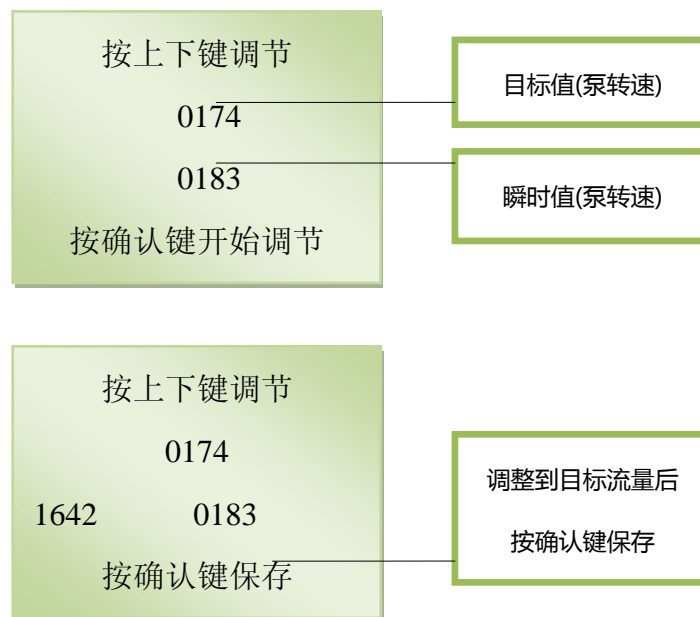 按上下键调节
0174
目标值(泵转速)
0183
瞬时值(泵转速)
按确认键开始调节
按上下键调节
0174
1642 0183
按确认键保存
调整到目标流量后
按确认键保存